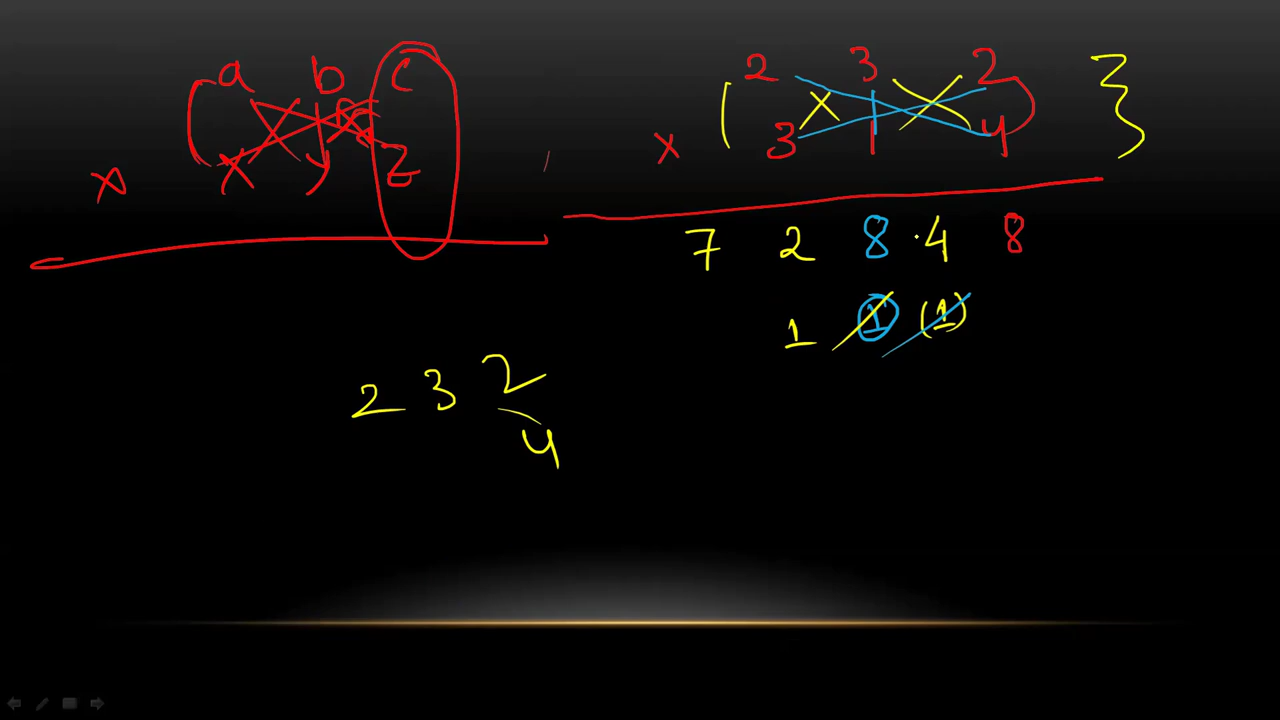 ( a b c
x x y z
( 2 3 2 }
x 3 1 4 )
7 2 8 4 8
1 1 (1)
2 3 2
4